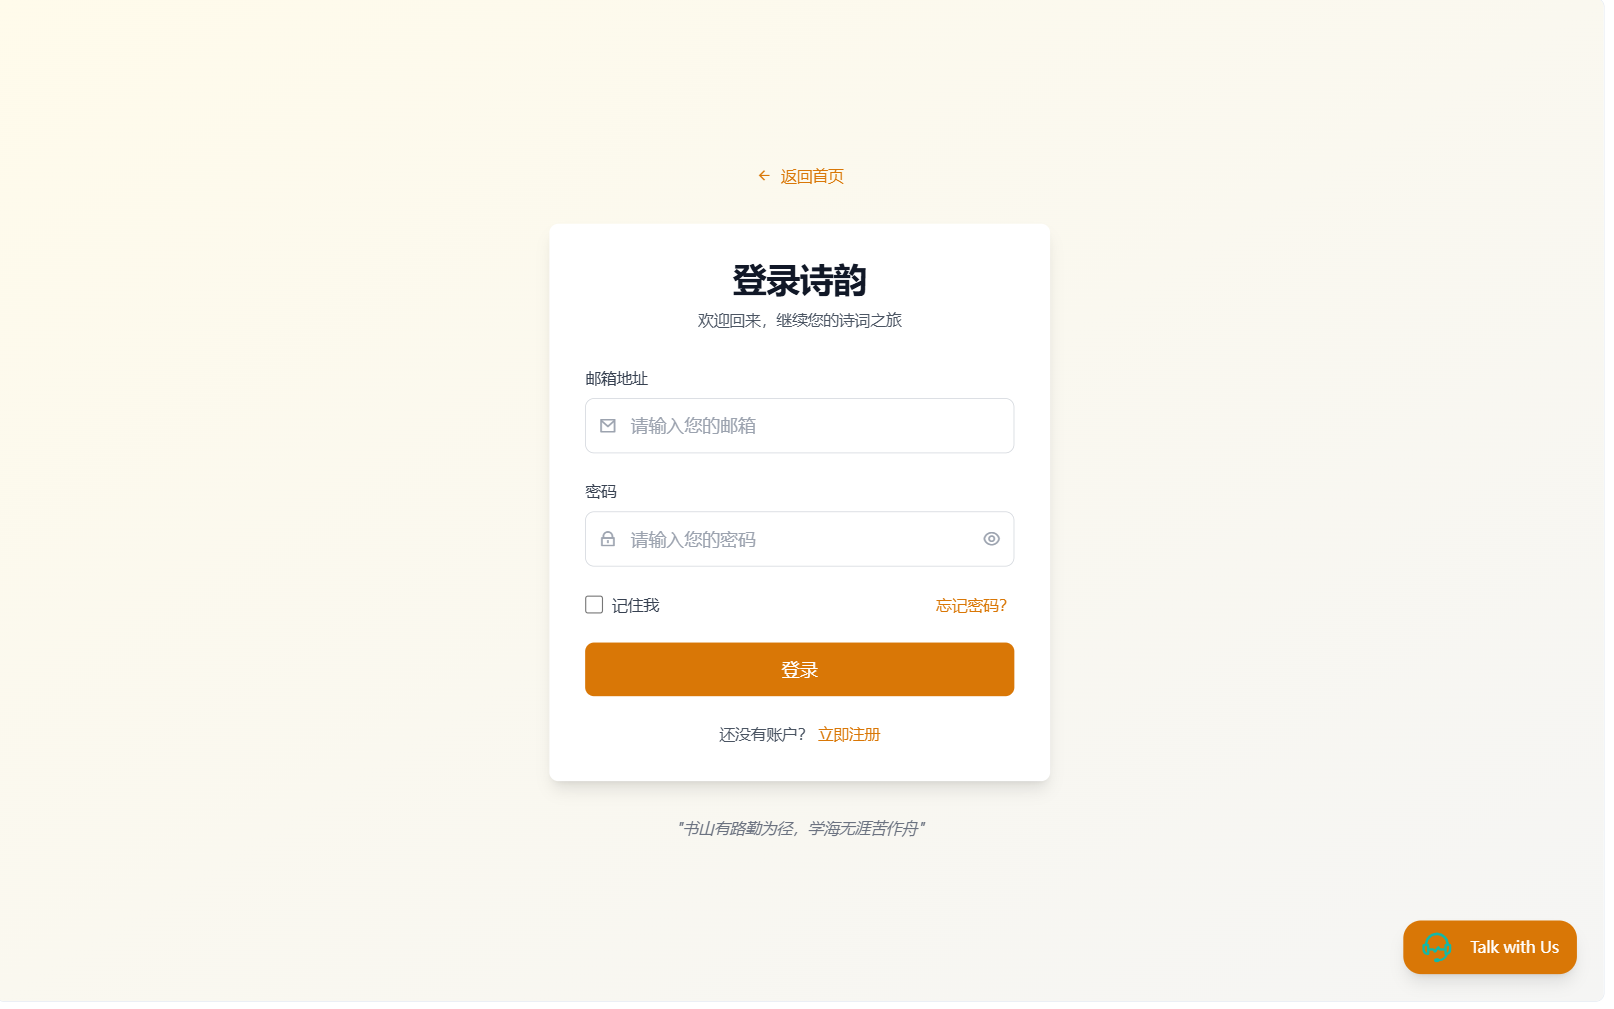 返回首页
登录诗韵
欢迎回来，继续您的诗词之旅
邮箱地址
请输入您的邮箱
密码
请输入您的密码
记住我 忘记密码？
登录
还没有账户？ 立即注册
"书山有路勤为径，学海无涯苦作舟"
Talk with Us